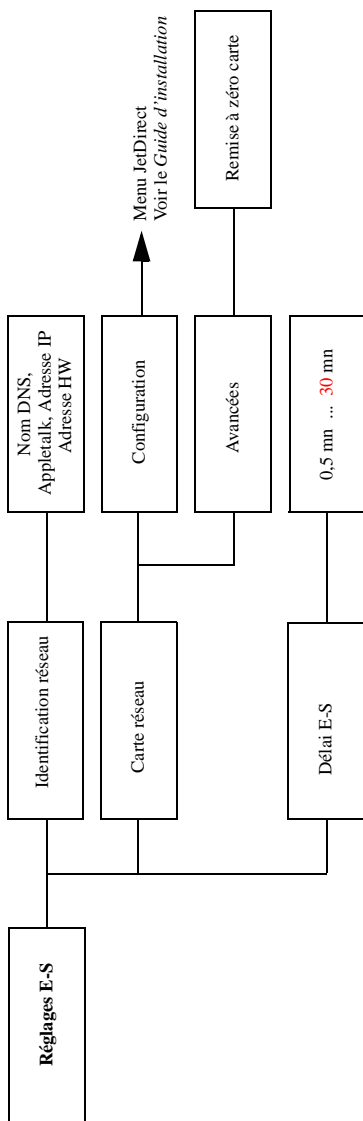 Réglages E-S
Identification réseau
Nom DNS,
Appletalk, Adresse IP
Adresse HW
Carte réseau
Configuration
Menu JetDirect
Voir le Guide d'installation
Avancées
Remise à zéro carte
Délai E-S
0,5 mn ... 30 mn